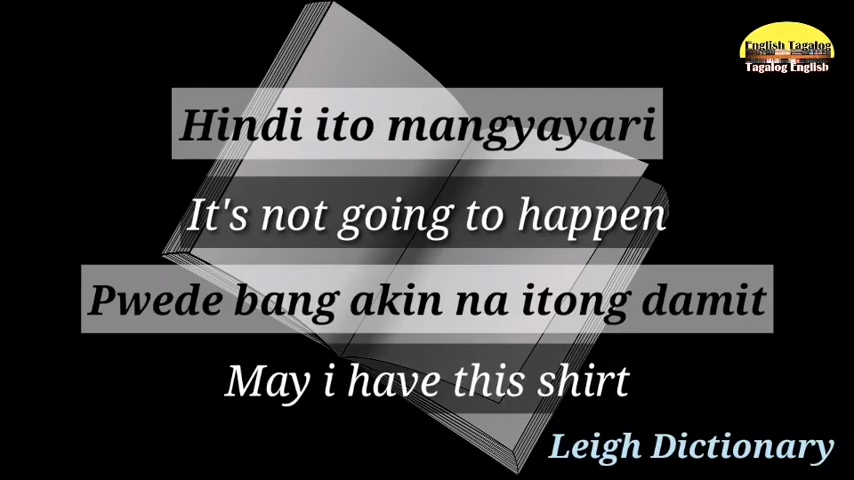 English Tagalog
Tagalog English
Hindi ito mangyayari
It's not going to happen
Pwede bang akin na itong damit
May i have this shirt
Leigh Dictionary